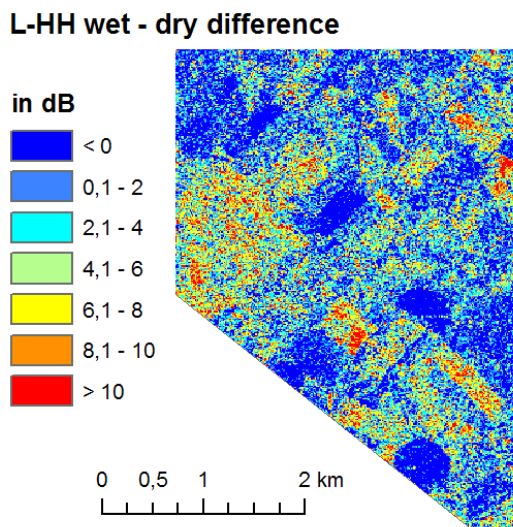 L-HH wet - dry difference
in dB
< 0
0,1 - 2
2,1 - 4
4,1 - 6
6,1 - 8
8,1 - 10
> 10
0 0,5 1 2 km